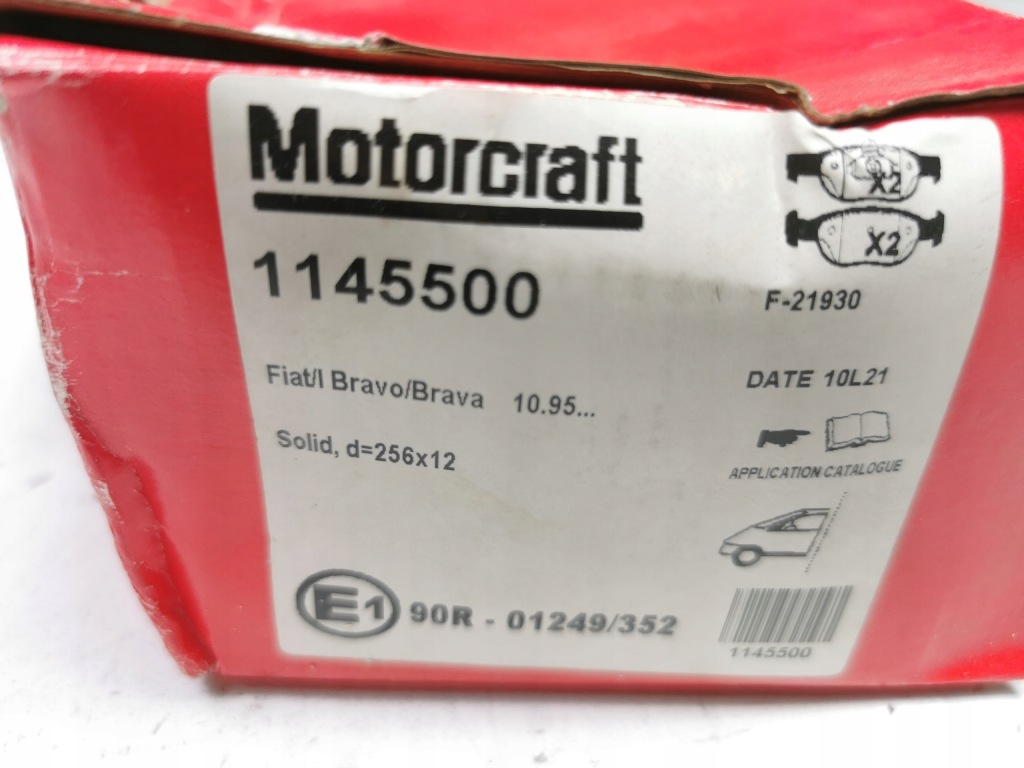 Motorcraft
X2
X2
1145500
F-21930
Fiat/l Bravo/Brava 10.95...
DATE 10L21
Solid, d=256x12
APPLICATION CATALOGUE
E1 90R - 01249/352
1145500